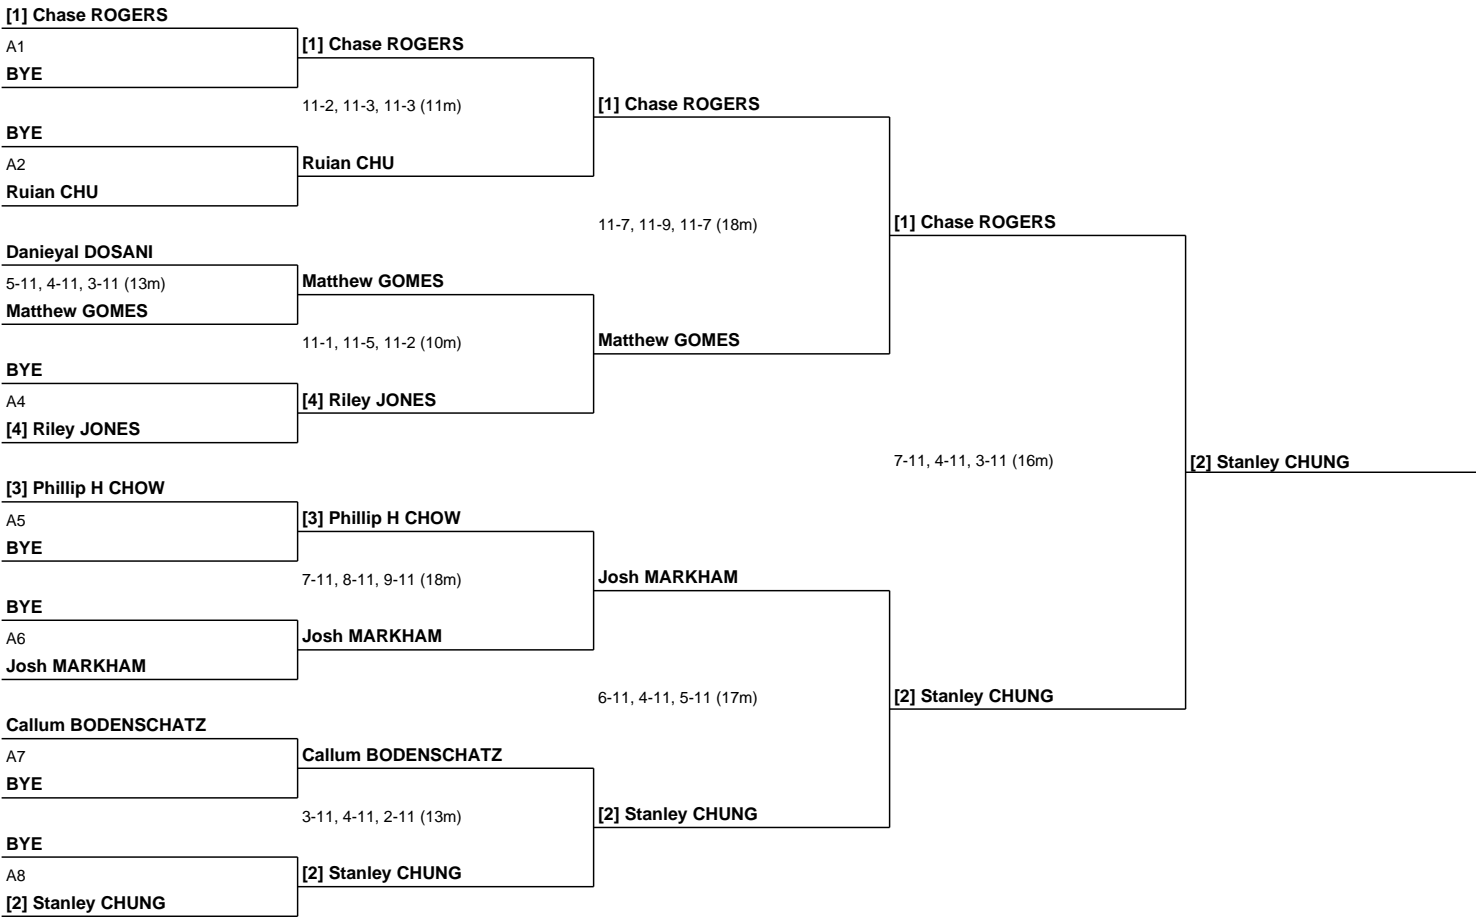 [1] Chase ROGERS
A1
BYE
BYE
A2
Ruian CHU
Danieyal DOSANI
5-11, 4-11, 3-11 (13m)
Matthew GOMES
BYE
A4
[4] Riley JONES
[3] Phillip H CHOW
A5
BYE
BYE
A6
Josh MARKHAM
Callum BODENSCHATZ
A7
BYE
BYE
A8
[2] Stanley CHUNG
[1] Chase ROGERS
11-2, 11-3, 11-3 (11m)
Ruian CHU
Matthew GOMES
11-1, 11-5, 11-2 (10m)
[4] Riley JONES
[3] Phillip H CHOW
7-11, 8-11, 9-11 (18m)
Josh MARKHAM
Callum BODENSCHATZ
3-11, 4-11, 2-11 (13m)
[2] Stanley CHUNG
[1] Chase ROGERS
11-7, 11-9, 11-7 (18m)
Matthew GOMES
Josh MARKHAM
6-11, 4-11, 5-11 (17m)
[2] Stanley CHUNG
[1] Chase ROGERS
7-11, 4-11, 3-11 (16m)
[2] Stanley CHUNG
[2] Stanley CHUNG